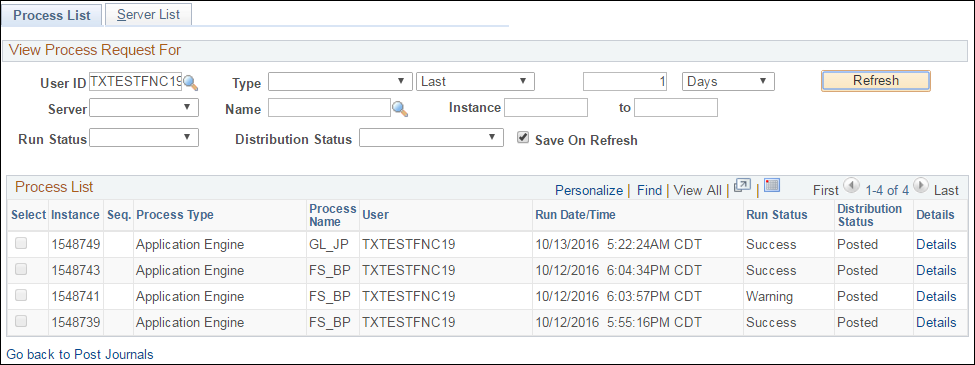 Process List Server List
View Process Request For
User ID TXTESTFNC19 Type Last 1 Days Refresh
Server Name Instance to
Run Status Distribution Status Save On Refresh
Process List Personalize | Find | View All | | First 1-4 of 4 Last
Select Instance Seq. Process Type Process Name User Run Date/Time Run Status Distribution Status Details
1548749 Application Engine GL_JP TXTESTFNC19 10/13/2016 5:22:24AM CDT Success Posted Details
1548743 Application Engine FS_BP TXTESTFNC19 10/12/2016 6:04:34PM CDT Success Posted Details
1548741 Application Engine FS_BP TXTESTFNC19 10/12/2016 6:03:57PM CDT Warning Posted Details
1548739 Application Engine FS_BP TXTESTFNC19 10/12/2016 5:55:16PM CDT Success Posted Details
Go back to Post Journals